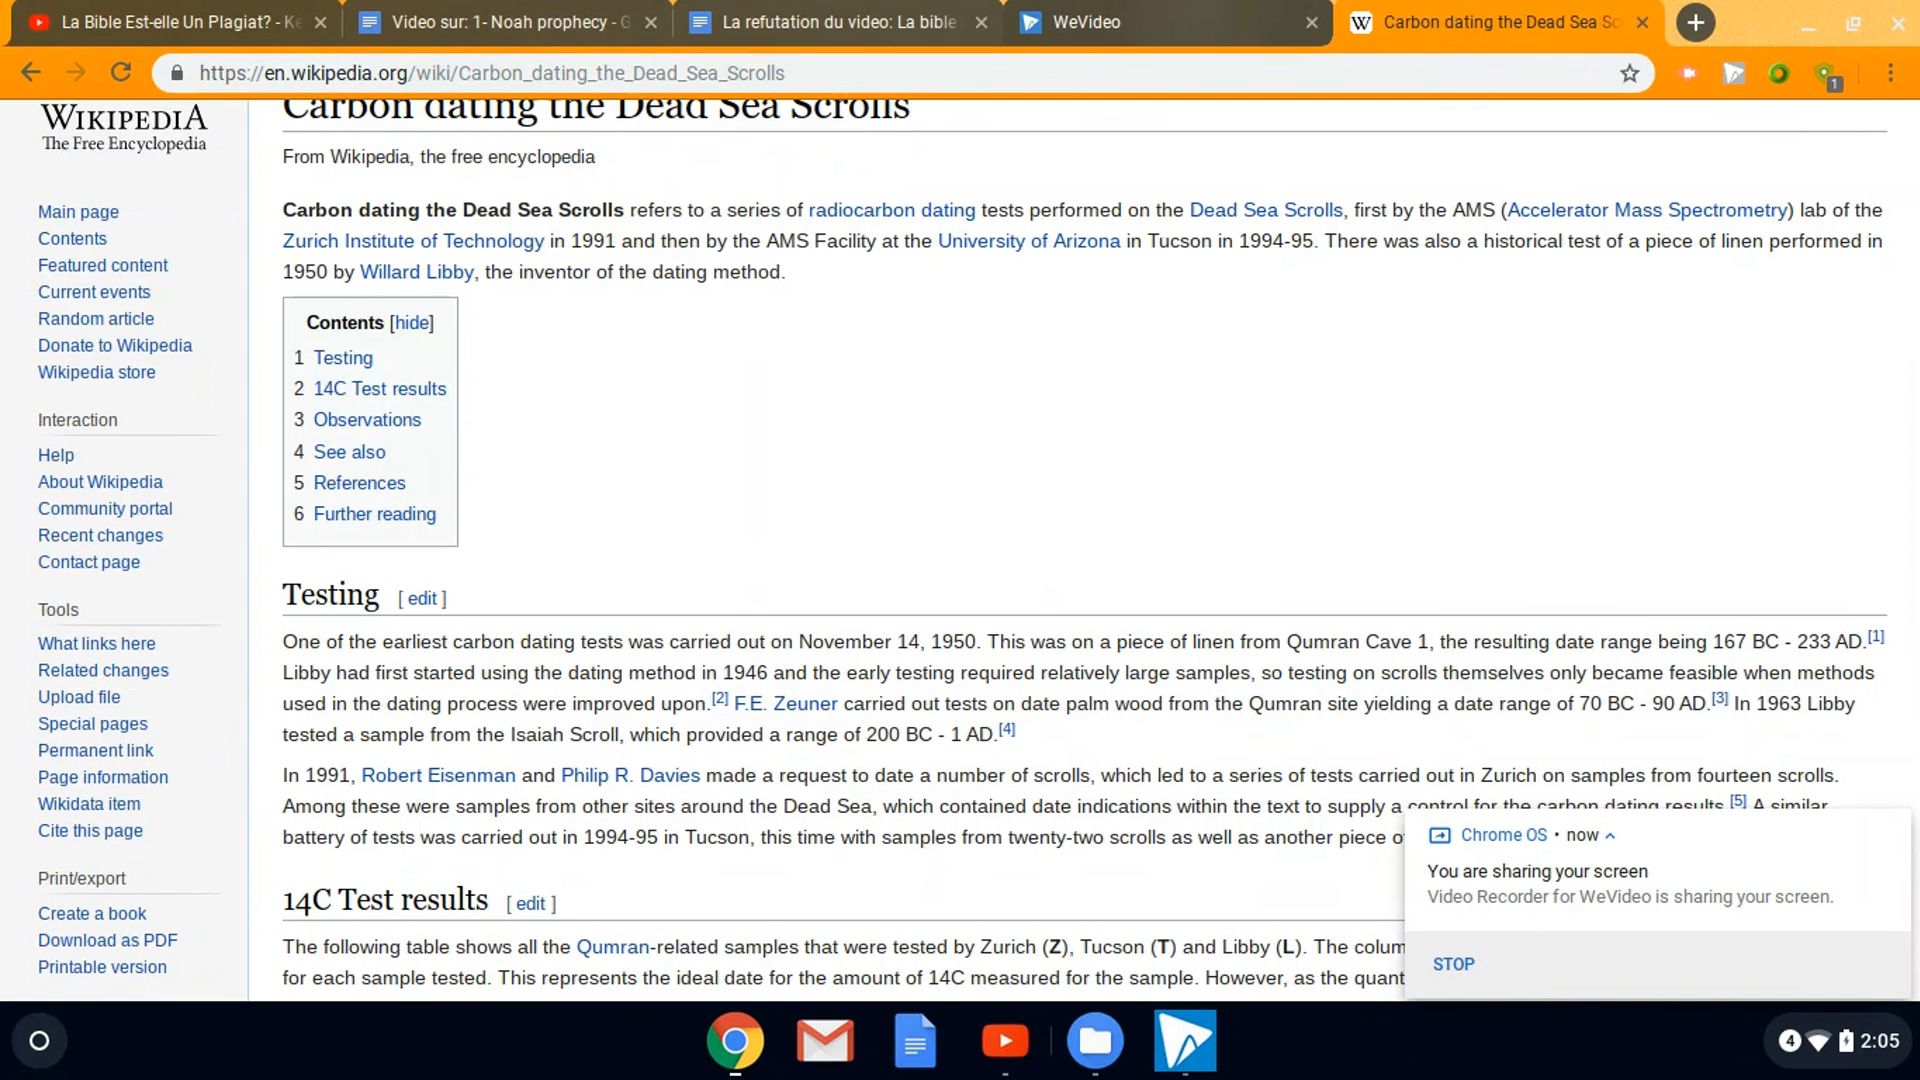 La Bible Est-elle Un Plagiat? - Ke
Video sur: 1- Noah prophecy - G
La refutation du video: La bible
WeVideo
Carbon dating the Dead Sea Sc
https://en.wikipedia.org/wiki/Carbon_dating_the_Dead_Sea_Scrolls
1
WIKIPEDIA
The Free Encyclopedia
Main page
Contents
Featured content
Current events
Random article
Donate to Wikipedia
Wikipedia store
Interaction
Help
About Wikipedia
Community portal
Recent changes
Contact page
Tools
What links here
Related changes
Upload file
Special pages
Permanent link
Page information
Wikidata item
Cite this page
Print/export
Create a book
Download as PDF
Printable version
Carbon dating the Dead Sea Scrolls
From Wikipedia, the free encyclopedia
Carbon dating the Dead Sea Scrolls refers to a series of radiocarbon dating tests performed on the Dead Sea Scrolls, first by the AMS (Accelerator Mass Spectrometry) lab of the
Zurich Institute of Technology in 1991 and then by the AMS Facility at the University of Arizona in Tucson in 1994-95. There was also a historical test of a piece of linen performed in
1950 by Willard Libby, the inventor of the dating method.
Contents [hide]
1 Testing
2 14C Test results
3 Observations
4 See also
5 References
6 Further reading
Testing [ edit ]
One of the earliest carbon dating tests was carried out on November 14, 1950. This was on a piece of linen from Qumran Cave 1, the resulting date range being 167 BC - 233 AD.[1]
Libby had first started using the dating method in 1946 and the early testing required relatively large samples, so testing on scrolls themselves only became feasible when methods
used in the dating process were improved upon.[2] F.E. Zeuner carried out tests on date palm wood from the Qumran site yielding a date range of 70 BC - 90 AD.[3] In 1963 Libby
tested a sample from the Isaiah Scroll, which provided a range of 200 BC - 1 AD.[4]
In 1991, Robert Eisenman and Philip R. Davies made a request to date a number of scrolls, which led to a series of tests carried out in Zurich on samples from fourteen scrolls.
Among these were samples from other sites around the Dead Sea, which contained date indications within the text to supply a control for the carbon dating results.[5] A similar
battery of tests was carried out in 1994-95 in Tucson, this time with samples from twenty-two scrolls as well as another piece o
14C Test results [ edit ]
The following table shows all the Qumran-related samples that were tested by Zurich (Z), Tucson (T) and Libby (L). The colum
for each sample tested. This represents the ideal date for the amount of 14C measured for the sample. However, as the quant
Chrome OS • now
You are sharing your screen
Video Recorder for WeVideo is sharing your screen.
STOP
4
2:05